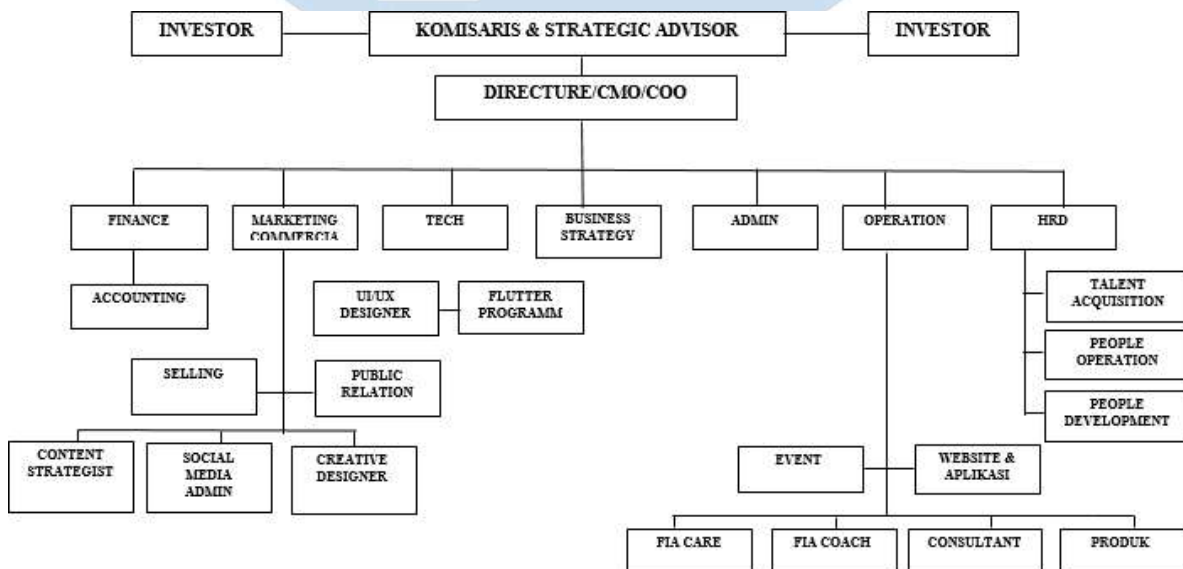 INVESTOR
KOMISARIS & STRATEGIC ADVISOR
INVESTOR
DIRECTURE/CMO/COO
FINANCE
MARKETING
COMMERCIA
TECH
BUSINESS
STRATEGY
ADMIN
OPERATION
HRD
ACCOUNTING
UI/UX
DESIGNER
FLUTTER
PROGRAMM
TALENT
ACQUISITION
PEOPLE
OPERATION
PEOPLE
DEVELOPMENT
SELLING
PUBLIC
RELATION
CONTENT
STRATEGIST
SOCIAL
MEDIA
ADMIN
CREATIVE
DESIGNER
EVENT
WEBSITE &
APLIKASI
FIA CARE
FIA COACH
CONSULTANT
PRODUK